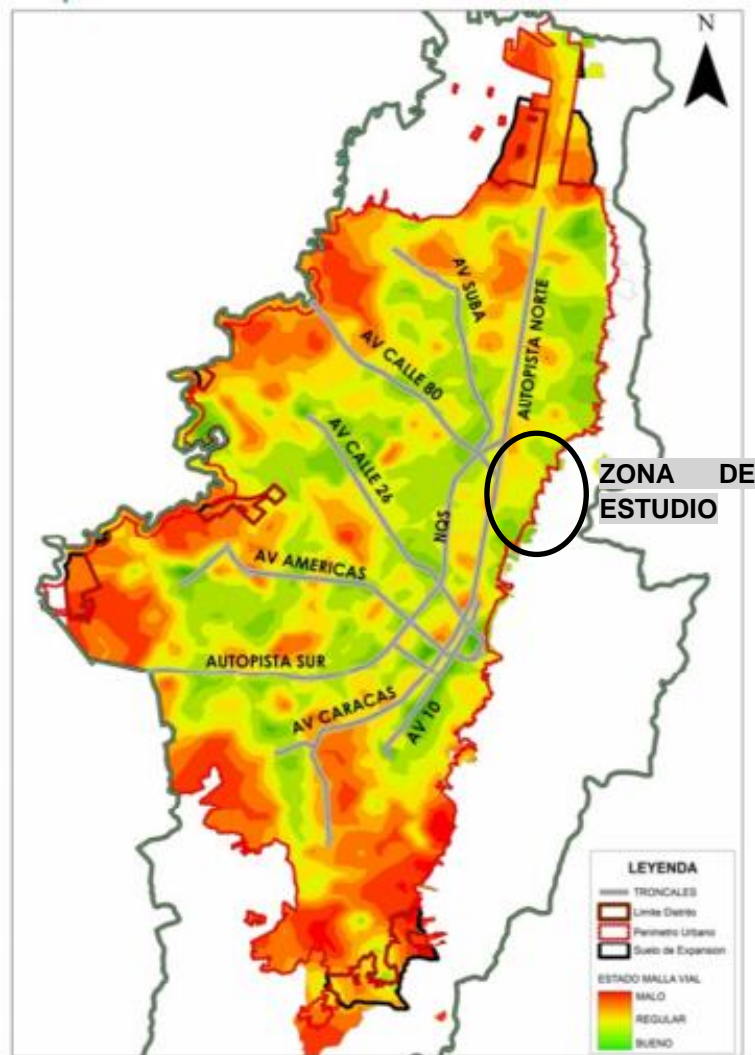 N
AV SUBA
AUTOPISTA NORTE
AV CALLE 80
AV CALLE 26
ZONA DE
ESTUDIO
NQS
AV AMERICAS
AUTOPISTA SUR
AV CARACAS
AV 10
LEYENDA
TRONCALES
Limite Distrito
Perimetro Urbano
Suelo de Expansion
ESTADO MALLA VIAL
MALO
REGULAR
BUENO